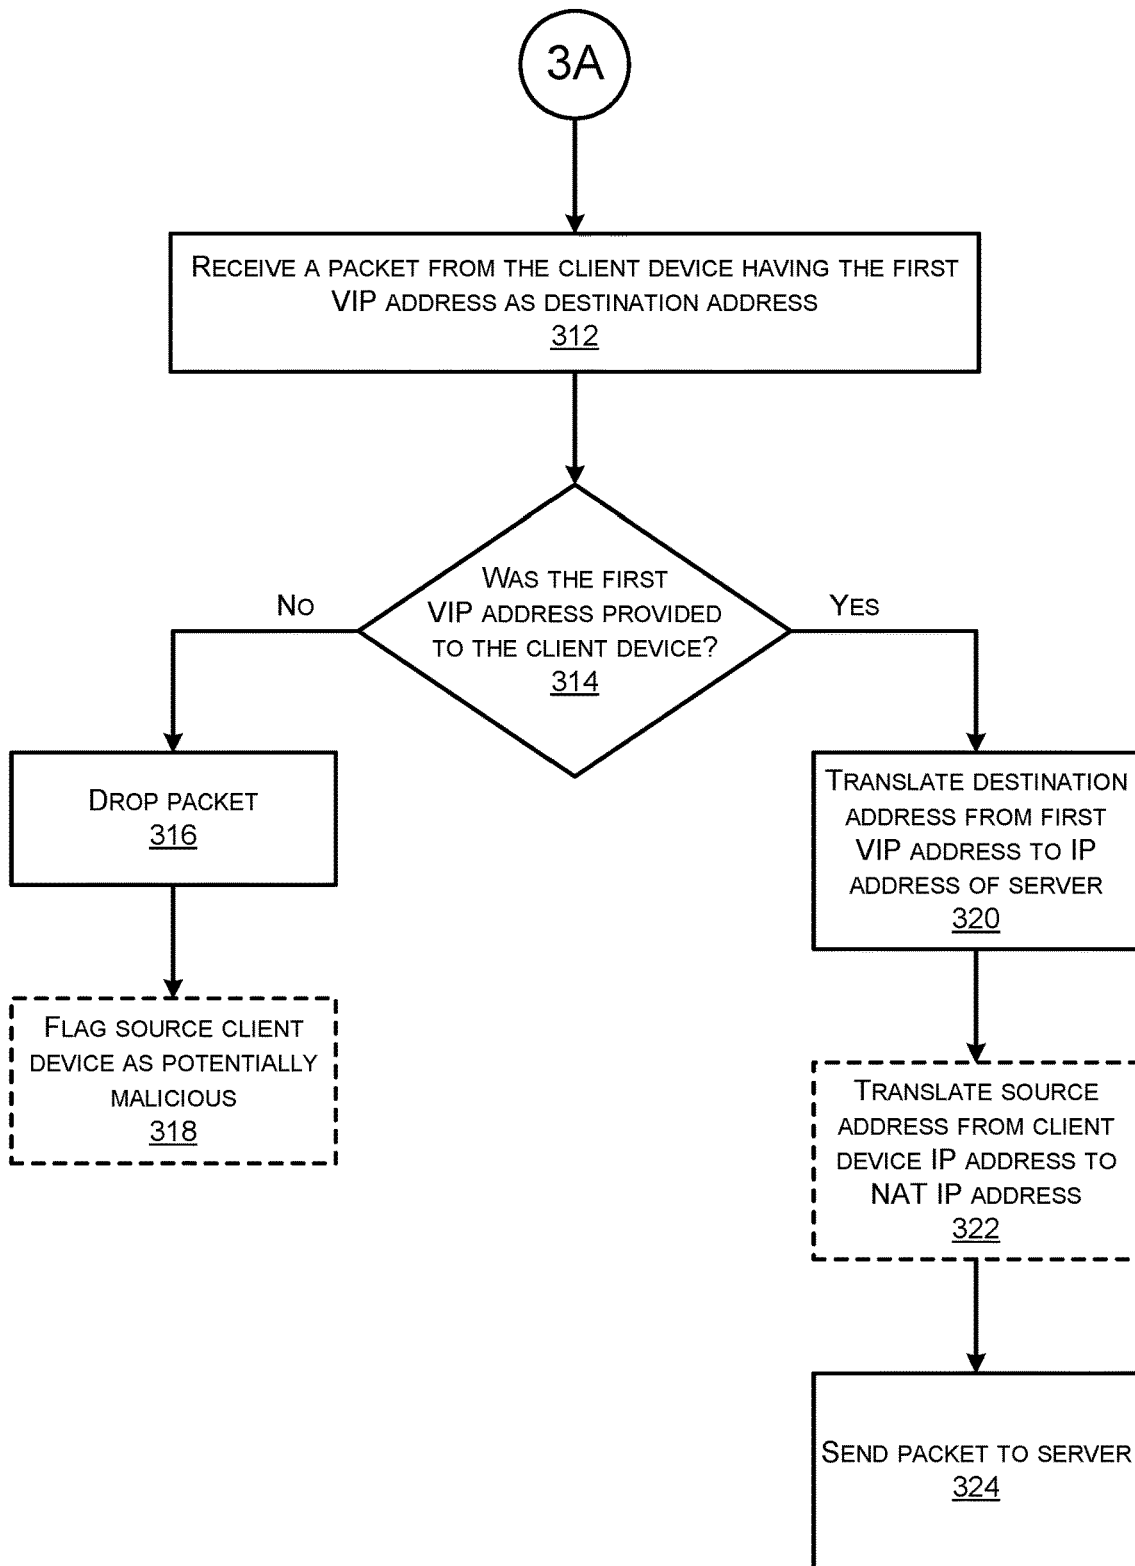 3A
RECEIVE A PACKET FROM THE CLIENT DEVICE HAVING THE FIRST
VIP ADDRESS AS DESTINATION ADDRESS
312
WAS THE FIRST
VIP ADDRESS PROVIDED
TO THE CLIENT DEVICE?
314
NO
YES
DROP PACKET
316
FLAG SOURCE CLIENT
DEVICE AS POTENTIALLY
MALICIOUS
318
TRANSLATE DESTINATION
ADDRESS FROM FIRST
VIP ADDRESS TO IP
ADDRESS OF SERVER
320
TRANSLATE SOURCE
ADDRESS FROM CLIENT
DEVICE IP ADDRESS TO
NAT IP ADDRESS
322
SEND PACKET TO SERVER
324